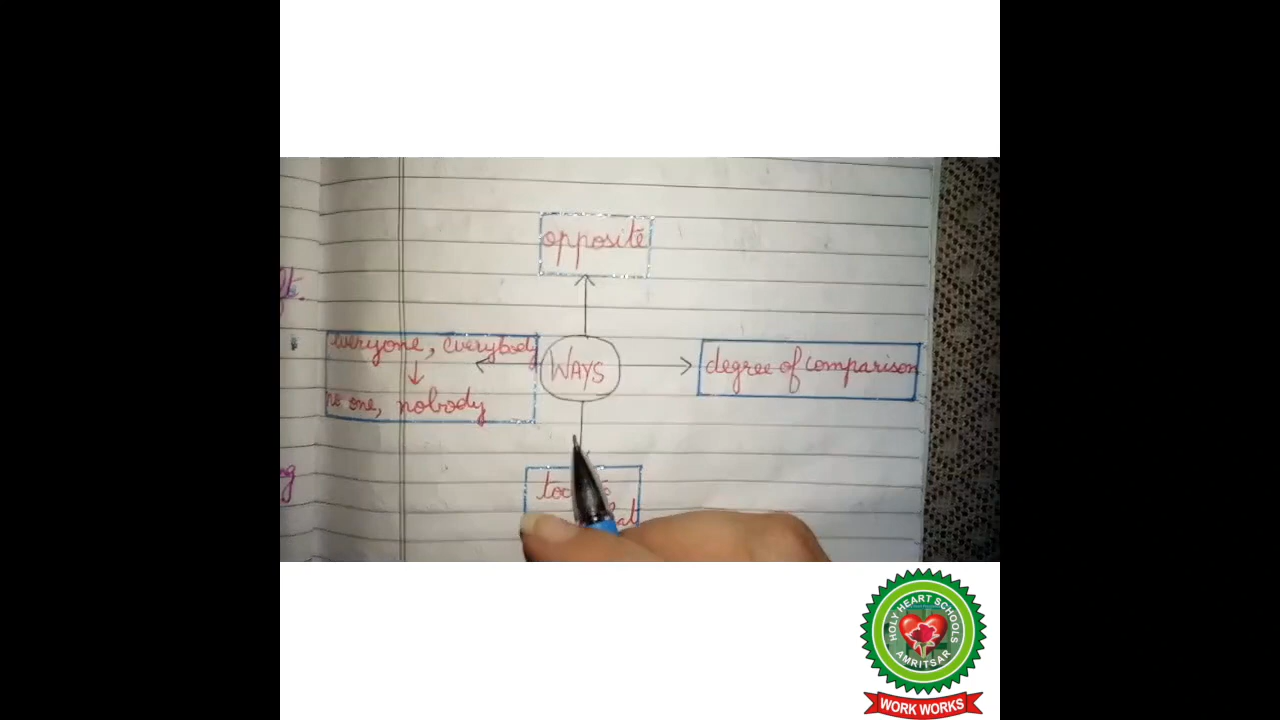 opposite
everyone, everybody
no one, nobody
WAYS
degree of comparison
HOLY HEART SCHOOLS
AMRITSAR
WORK WORKS